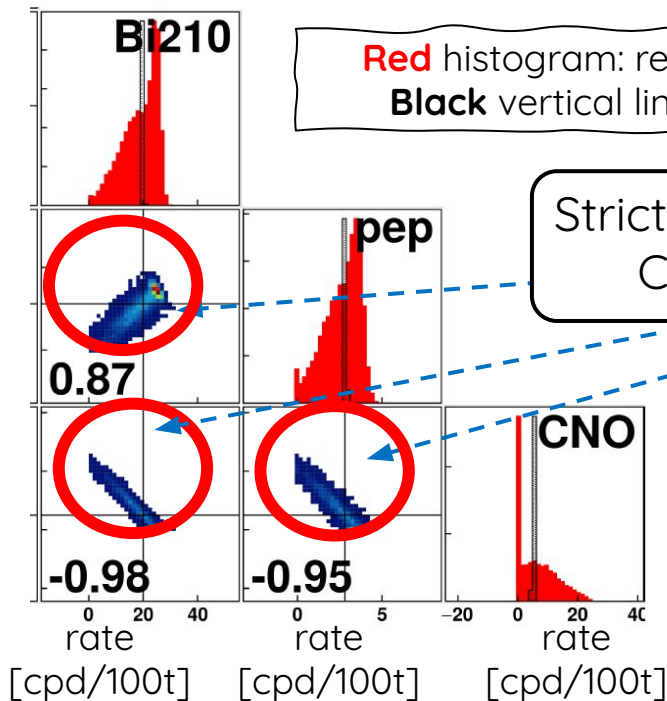 Bi210
Red histogram: re
Black vertical lin
Strict
C
pep
0.87
CNO
-0.98
-0.95
0 20 40
0 5
-20 0 20 40
rate
[cpd/100t]
rate
[cpd/100t]
rate
[cpd/100t]